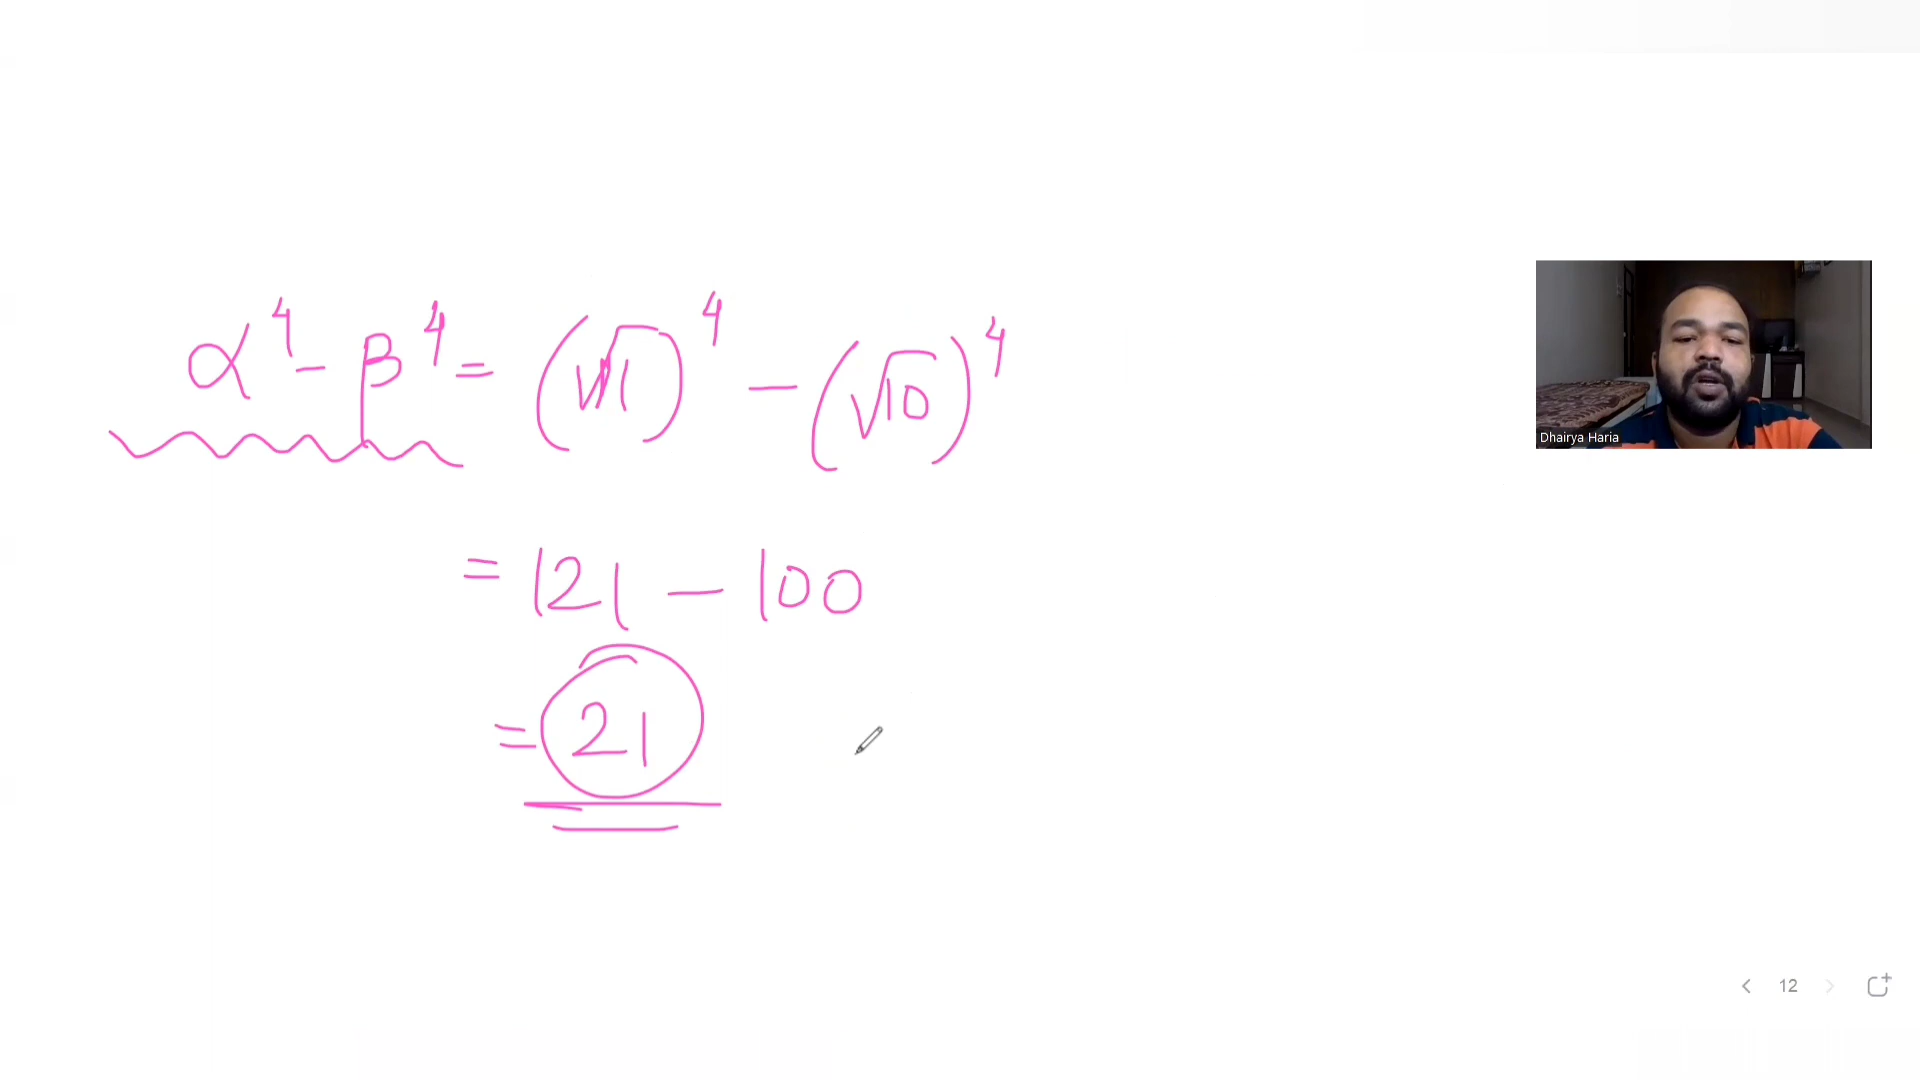 α⁴ - β⁴ = (√11)⁴ - (√10)⁴
= 121 - 100
= 21
Dhairya Haria
12